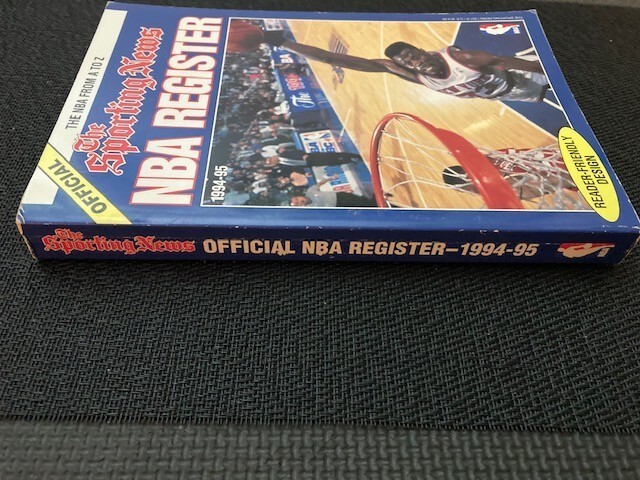 OFFICIAL
THE NBA FROM A TO Z
The
Sporting News
NBA REGISTER
1994-95
READER-FRIENDLY
DESIGN
The
Sporting News OFFICIAL NBA REGISTER–1994-95